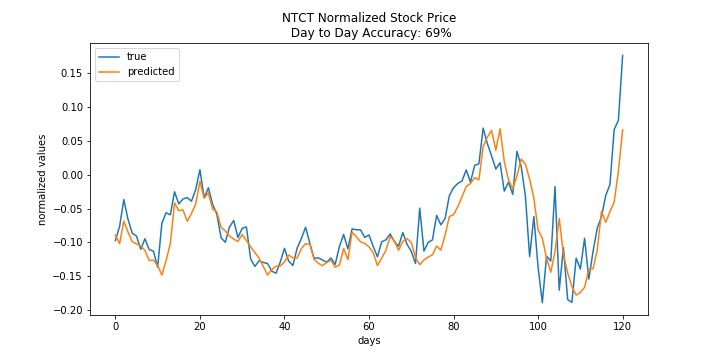 NTCT Normalized Stock Price
Day to Day Accuracy: 69%
true
predicted
normalized values
0.15
0.10
0.05
0.00
−0.05
−0.10
−0.15
−0.20
0 20 40 60 80 100 120
days